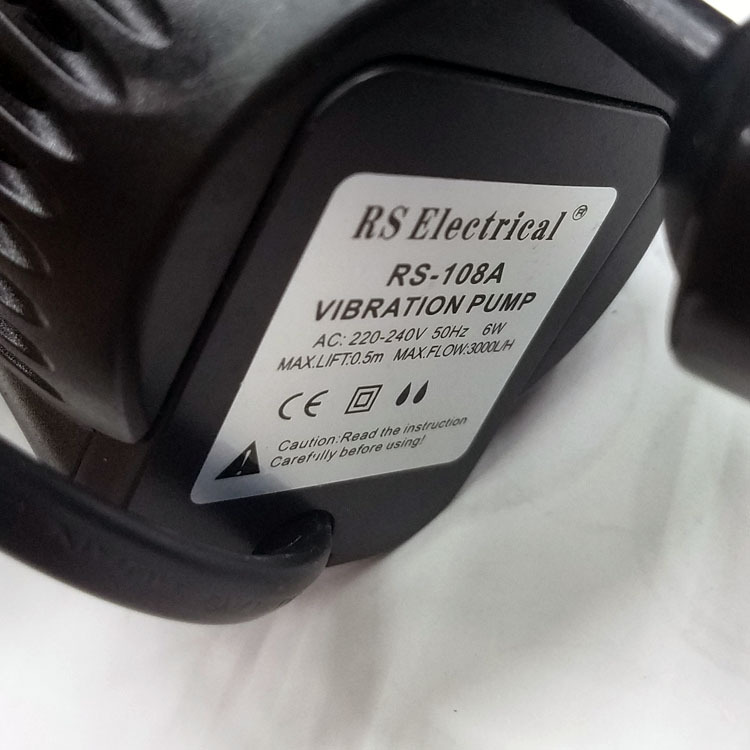 RS Electrical ®
RS-108A
VIBRATION PUMP
AC: 220-240V 50Hz 6W
MAX.LIFT:0.5m MAX.FLOW:3000L/H
CE
Caution:Read the instruction
Carefully before using!